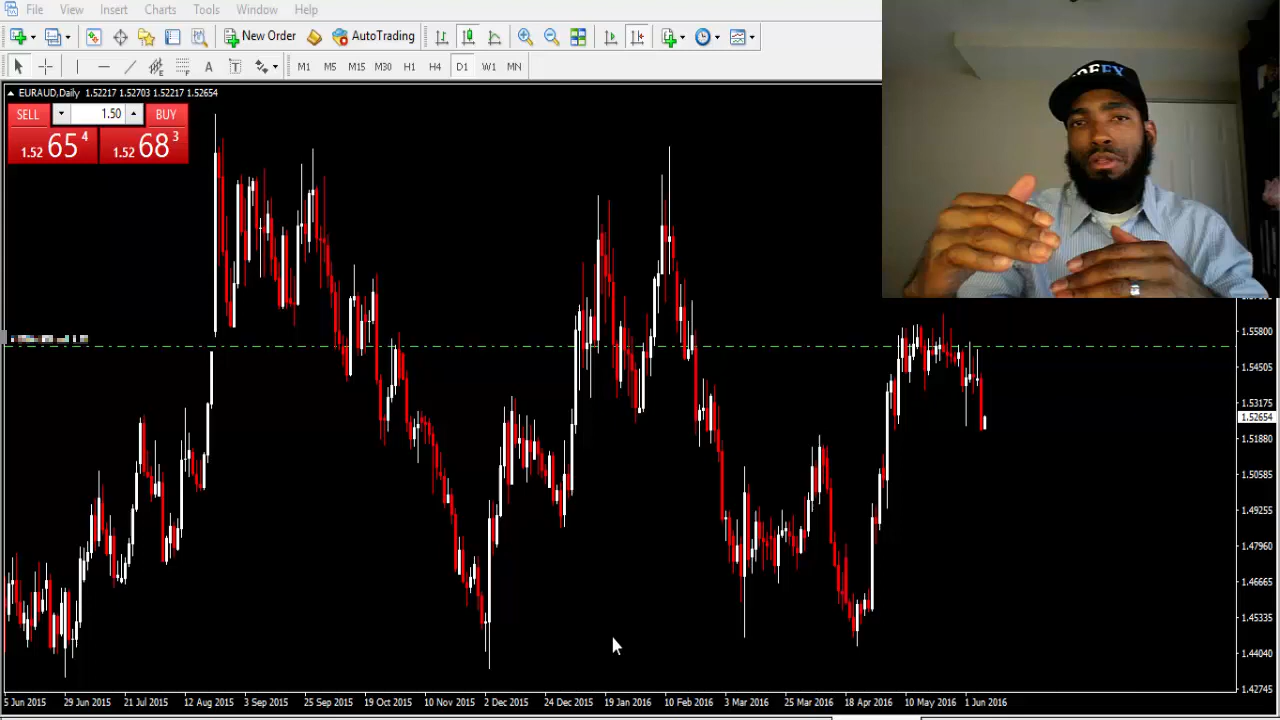 File View Insert Charts Tools Window Help
New Order AutoTrading
A T M1 M5 M15 M30 H1 H4 D1 W1 MN
EURAUD,Daily 1.52217 1.52703 1.52217 1.52654
SELL 1.50 BUY
1.52 65 4 1.52 68 3
1.55800
1.54505
1.53175
1.52654
1.51880
1.50585
1.49255
1.47960
1.46665
1.45335
1.44040
1.42745
5 Jun 2015 29 Jun 2015 21 Jul 2015 12 Aug 2015 3 Sep 2015 25 Sep 2015 19 Oct 2015 10 Nov 2015 2 Dec 2015 24 Dec 2015 19 Jan 2016 10 Feb 2016 3 Mar 2016 25 Mar 2016 18 Apr 2016 10 May 2016 1 Jun 2016